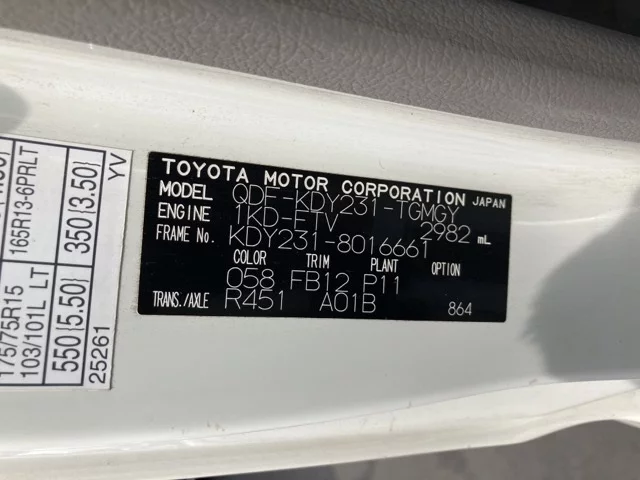 TOYOTA MOTOR CORPORATION JAPAN
MODEL QDF-KDY231-TGMGY
ENGINE 1KD-FTV 2982 mL
FRAME No. KDY231-8016661
COLOR TRIM PLANT OPTION
058 FB12 P11
TRANS./AXLE R451 A01B 864
175/75R15 165R13-6PRLT
103/101L LT
550(5.50) 350(3.50)
25261 YV